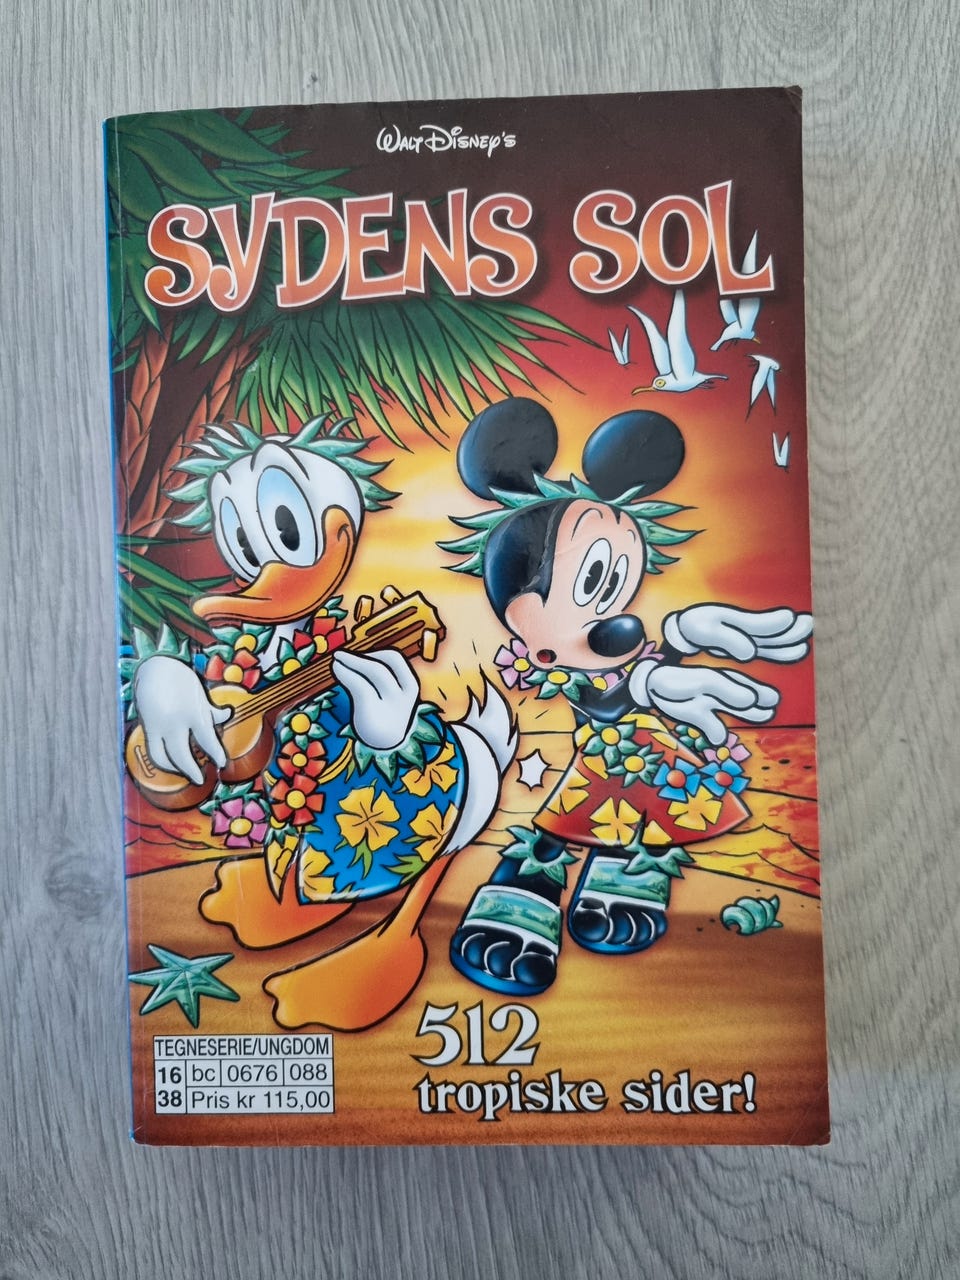 WALT DISNEY'S
SYDENS SOL
512
tropiske sider!
TEGNESERIE/UNGDOM
16 bc 0676 088
38 Pris kr 115,00